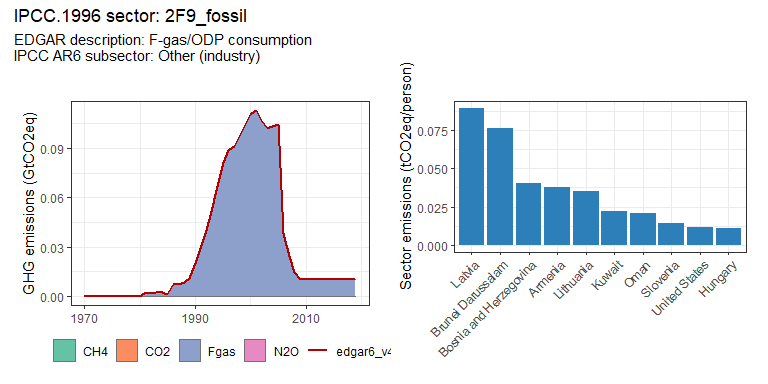 IPCC.1996 sector: 2F9_fossil
EDGAR description: F-gas/ODP consumption
IPCC AR6 subsector: Other (industry)
GHG emissions (GtCO2eq)
0.09
0.06
0.03
0.00
1970
1990
2010
CH4
CO2
Fgas
N2O
edgar6_v4
Sector emissions (tCO2eq/person)
0.075
0.050
0.025
0.000
Brunei Darussalam
Bosnia and Herzegovina
Armenia
Lithuania
Kuwait
Oman
Slovenia
United States
Hungary